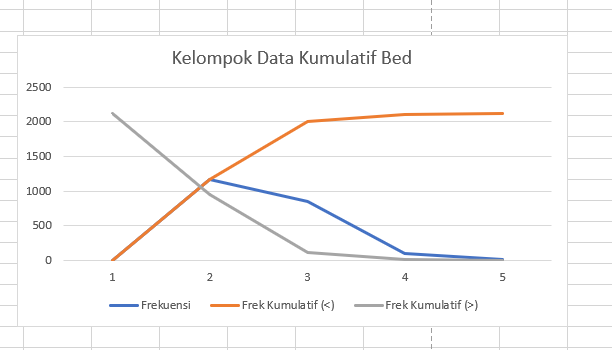 Kelompok Data Kumulatif Bed
2500
2000
1500
1000
500
0
1 2 3 4 5
Frekuensi Frek Kumulatif (<) Frek Kumulatif (>)